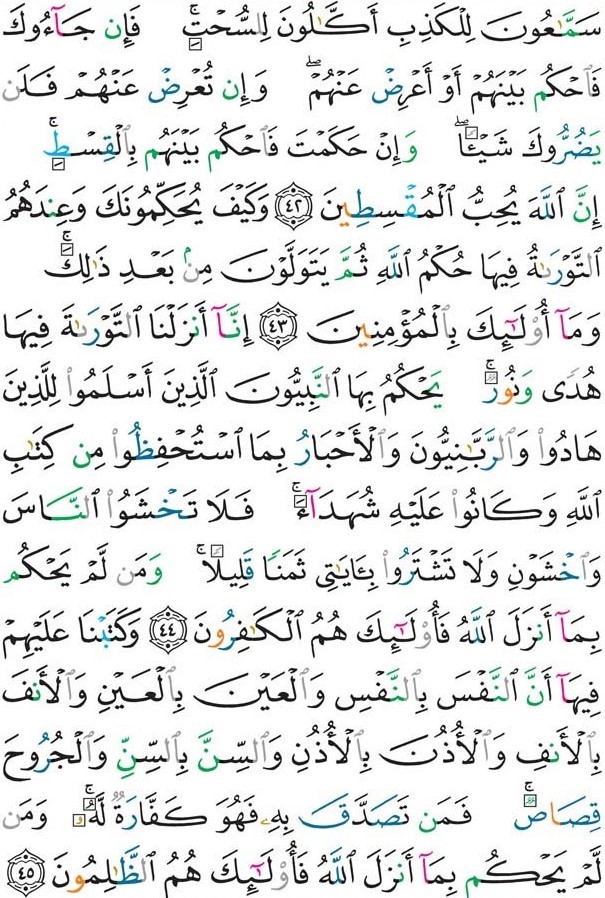 سَمَّـٰعُونَ لِلْكَذِبِ أَكَّـٰلُونَ لِلسُّحْتِ ۚ فَإِن جَآءُوكَ
فَٱحْكُم بَيْنَهُمْ أَوْ أَعْرِضْ عَنْهُمْ ۖ وَإِن تُعْرِضْ عَنْهُمْ فَلَن
يَضُرُّوكَ شَيْـًٔا ۖ وَإِنْ حَكَمْتَ فَٱحْكُم بَيْنَهُم بِٱلْقِسْطِ ۚ
إِنَّ ٱللَّهَ يُحِبُّ ٱلْمُقْسِطِينَ ٤٢ وَكَيْفَ يُحَكِّمُونَكَ وَعِندَهُمُ
ٱلتَّوْرَىٰةُ فِيهَا حُكْمُ ٱللَّهِ ثُمَّ يَتَوَلَّوْنَ مِنۢ بَعْدِ ذَٰلِكَ ۚ
وَمَآ أُو۟لَـٰٓئِكَ بِٱلْمُؤْمِنِينَ ٤٣ إِنَّآ أَنزَلْنَا ٱلتَّوْرَىٰةَ فِيهَا
هُدًى وَنُورٌ ۚ يَحْكُمُ بِهَا ٱلنَّبِيُّونَ ٱلَّذِينَ أَسْلَمُوا۟ لِلَّذِينَ
هَادُوا۟ وَٱلرَّبَّـٰنِيُّونَ وَٱلْأَحْبَارُ بِمَا ٱسْتُحْفِظُوا۟ مِن كِتَـٰبِ
ٱللَّهِ وَكَانُوا۟ عَلَيْهِ شُهَدَآءَ ۚ فَلَا تَخْشَوُا۟ ٱلنَّاسَ
وَٱخْشَوْنِ وَلَا تَشْتَرُوا۟ بِـَٔايَـٰتِى ثَمَنًا قَلِيلًا ۚ وَمَن لَّمْ يَحْكُم
بِمَآ أَنزَلَ ٱللَّهُ فَأُو۟لَـٰٓئِكَ هُمُ ٱلْكَـٰفِرُونَ ٤٤ وَكَتَبْنَا عَلَيْهِمْ
فِيهَآ أَنَّ ٱلنَّفْسَ بِٱلنَّفْسِ وَٱلْعَيْنَ بِٱلْعَيْنِ وَٱلْأَنفَ
بِٱلْأَنفِ وَٱلْأُذُنَ بِٱلْأُذُنِ وَٱلسِّنَّ بِٱلسِّنِّ وَٱلْجُرُوحَ
قِصَاصٌ ۚ فَمَن تَصَدَّقَ بِهِۦ فَهُوَ كَفَّارَةٌ لَّهُۥ ۚ وَمَن
لَّمْ يَحْكُم بِمَآ أَنزَلَ ٱللَّهُ فَأُو۟لَـٰٓئِكَ هُمُ ٱلظَّـٰلِمُونَ ٤٥